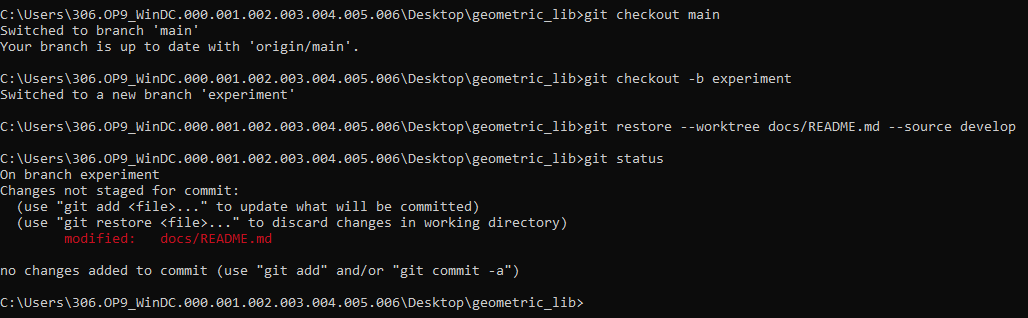 C:\Users\306.OP9_WinDC.000.001.002.003.004.005.006\Desktop\geometric_lib>git checkout main
Switched to branch 'main'
Your branch is up to date with 'origin/main'.
C:\Users\306.OP9_WinDC.000.001.002.003.004.005.006\Desktop\geometric_lib>git checkout -b experiment
Switched to a new branch 'experiment'
C:\Users\306.OP9_WinDC.000.001.002.003.004.005.006\Desktop\geometric_lib>git restore --worktree docs/README.md --source develop
C:\Users\306.OP9_WinDC.000.001.002.003.004.005.006\Desktop\geometric_lib>git status
On branch experiment
Changes not staged for commit:
  (use "git add <file>..." to update what will be committed)
  (use "git restore <file>..." to discard changes in working directory)
        modified:   docs/README.md
no changes added to commit (use "git add" and/or "git commit -a")
C:\Users\306.OP9_WinDC.000.001.002.003.004.005.006\Desktop\geometric_lib>